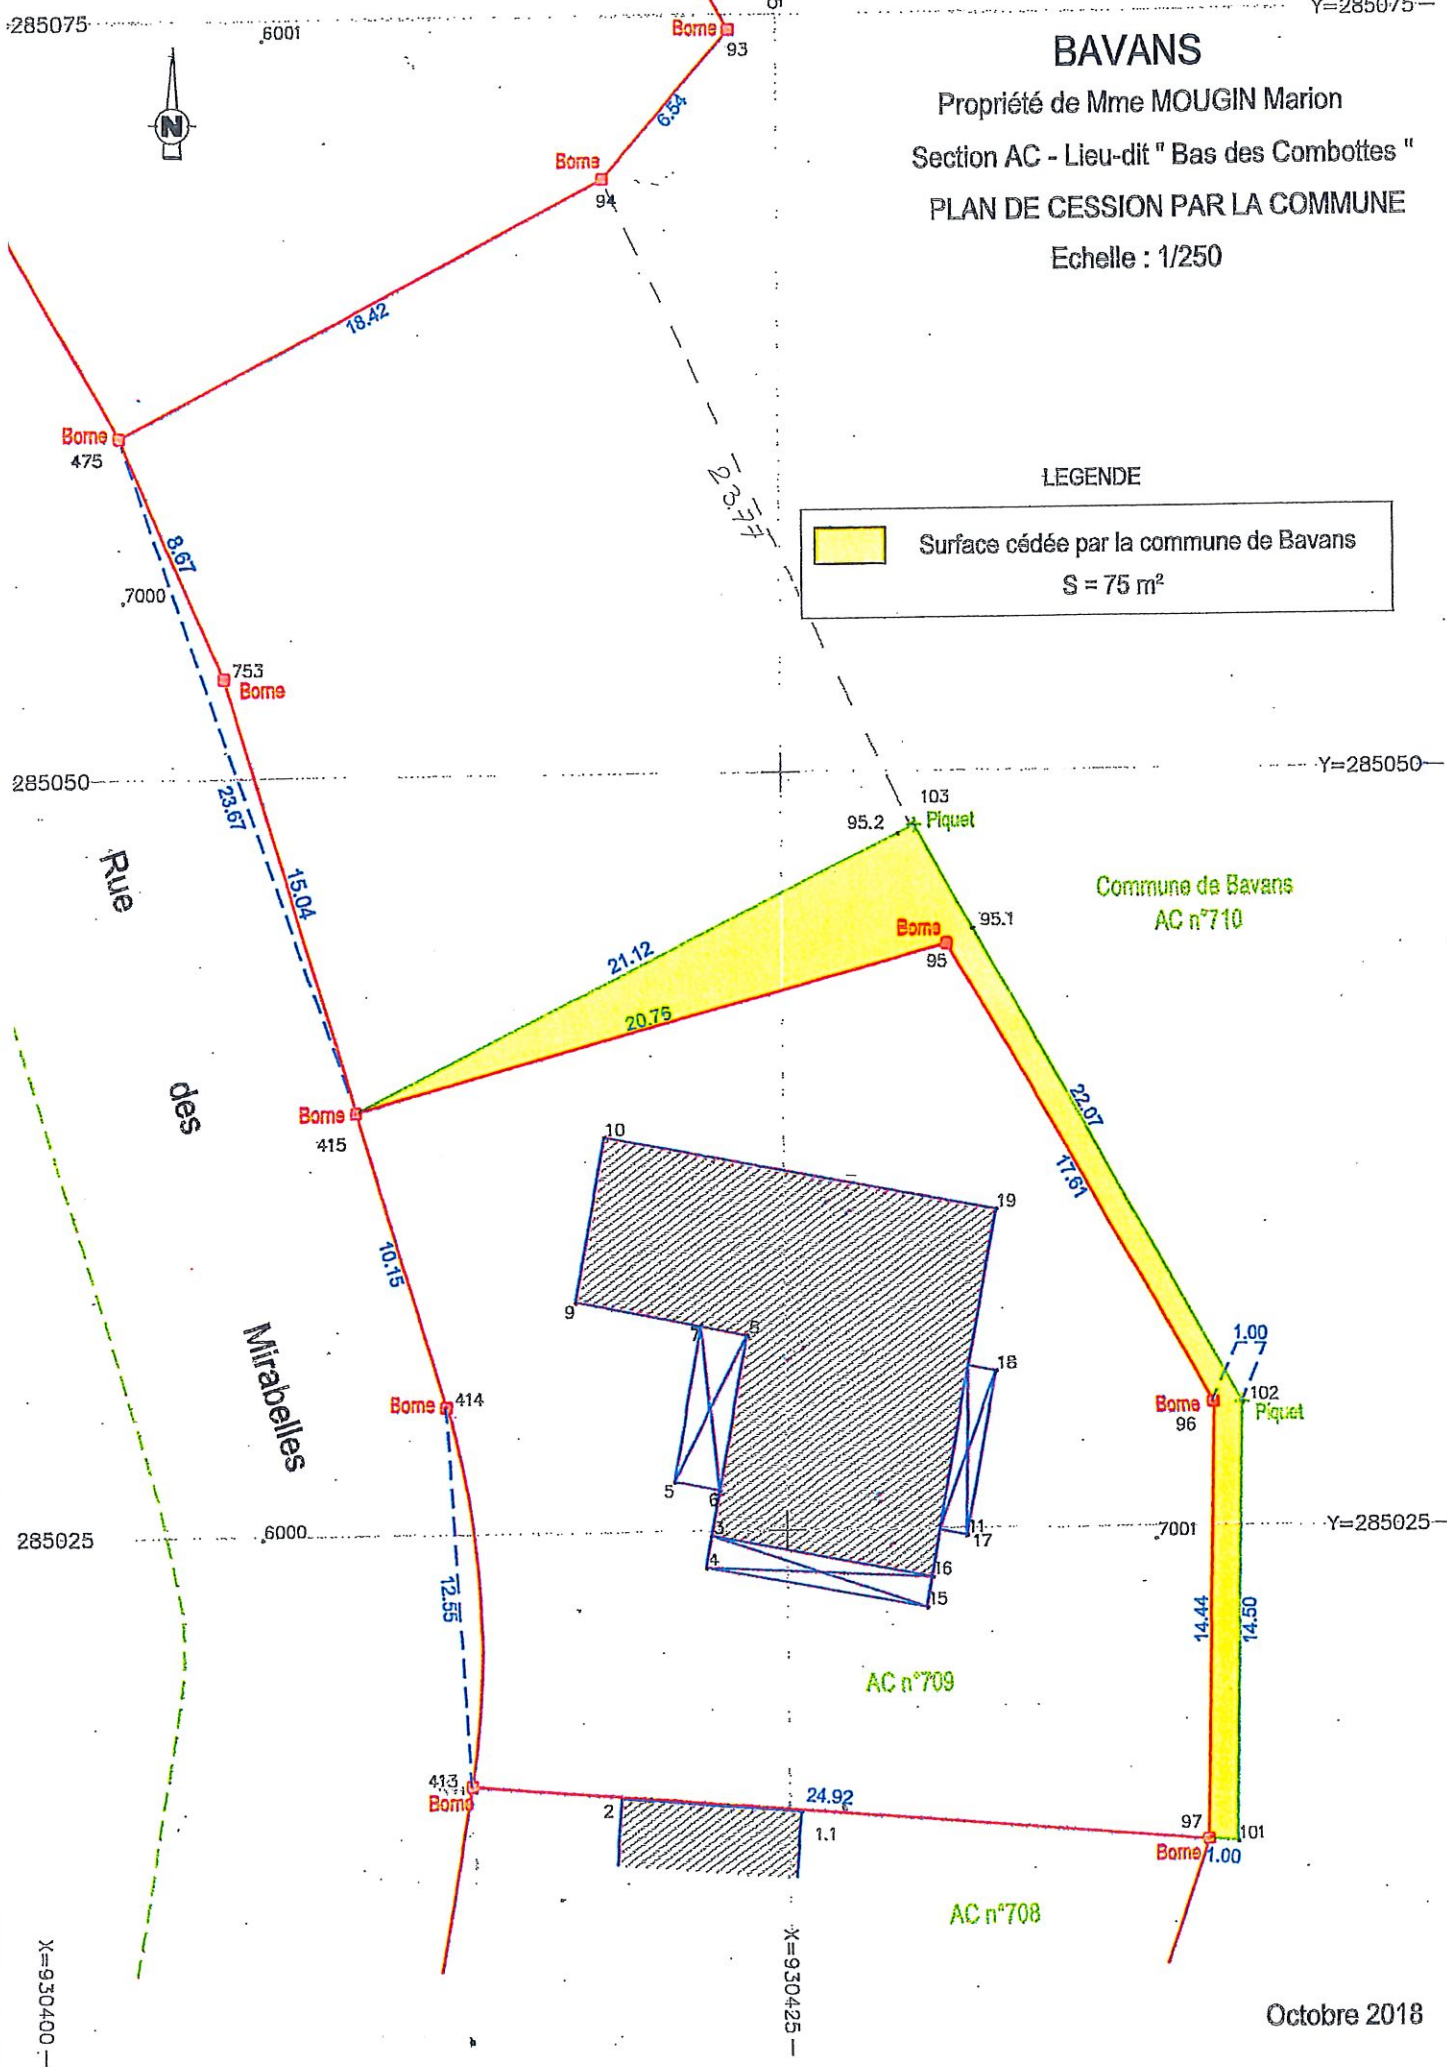 285075
Y=285075
6001
Borne
93
BAVANS
Propriété de Mme MOUGIN Marion
Section AC - Lieu-dit " Bas des Combottes "
PLAN DE CESSION PAR LA COMMUNE
Echelle : 1/250
N
6.54
Borne
94
18.42
Borne
475
23.77
LEGENDE
Surface cédée par la commune de Bavans
S = 75 m²
8.67
7000
753
Borne
285050
Y=285050
23.67
15.04
103
95.2
Piquet
Commune de Bavans
AC n°710
Rue
des
Mirabelles
95.1
Borne
95
21.12
20.76
22.07
17.61
Borne
415
10
19
10.15
9
7
8
18
1.00
Borne
414
102
Piquet
Borne
96
5
6
285025
6000
3
11
17
7001
Y=285025
4
16
15
12.55
14.44
14.50
AC n°709
413
Borne
2
24.92
1.1
97
101
Borne
1.00
AC n°708
X=930400
X=930425
Octobre 2018